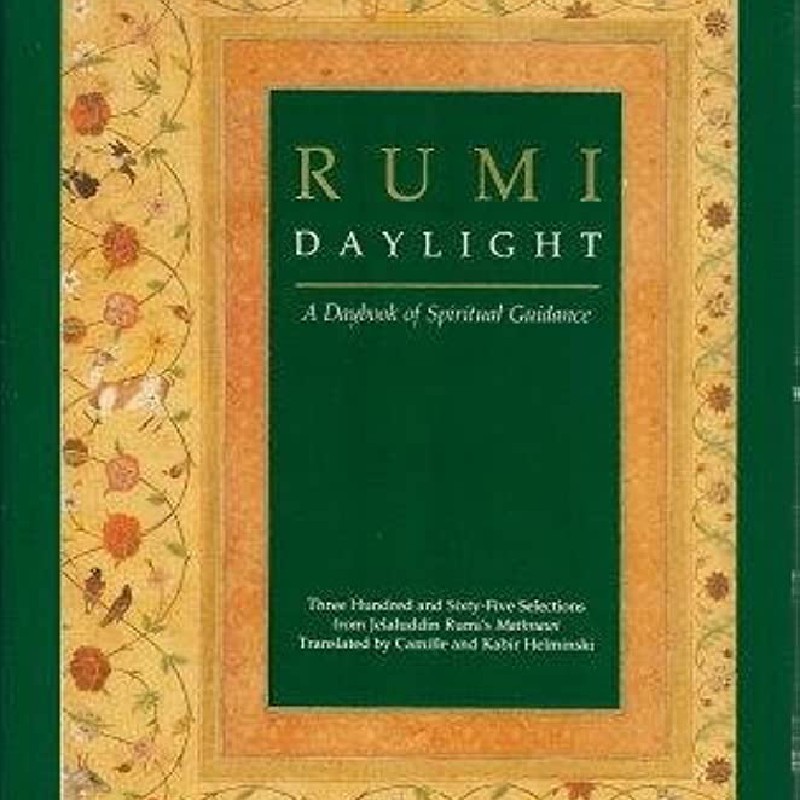 RUMI
DAYLIGHT
A Daybook of Spiritual Guidance
Three Hundred and Sixty-Five Selections
from Jelaluddin Rumi's Mathnawi
Translated by Camille and Kabir Helminski